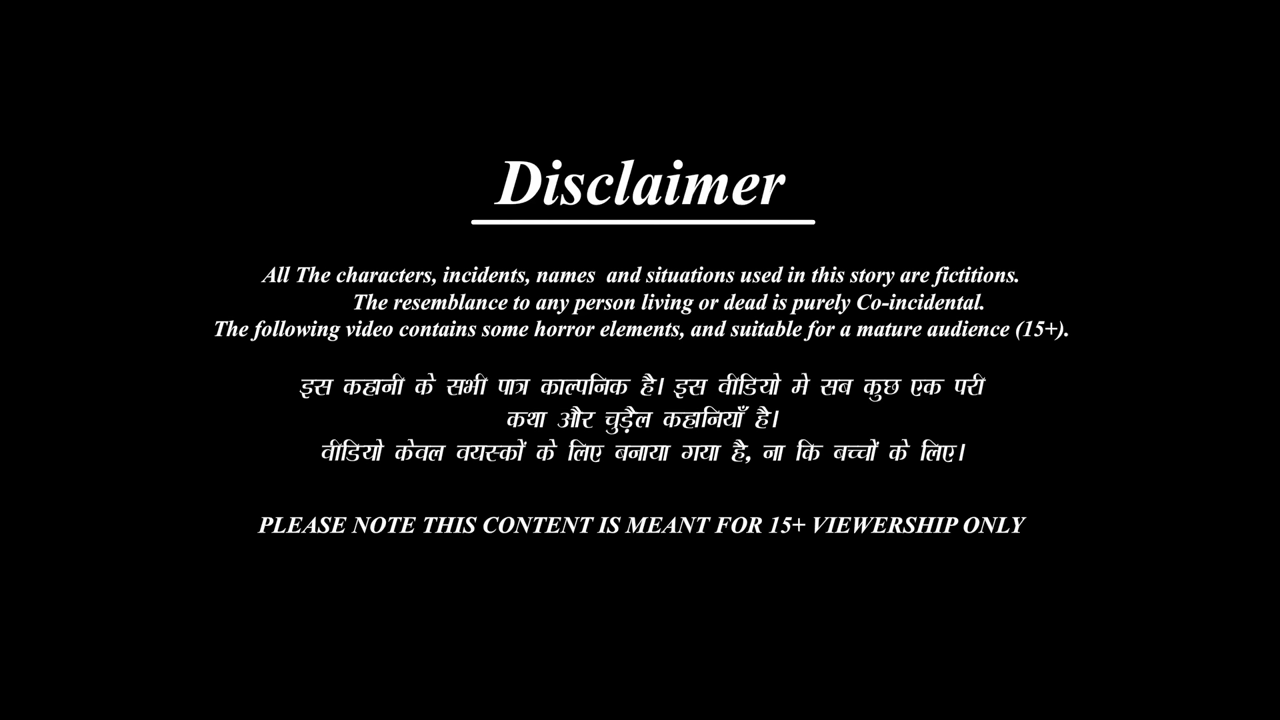 Disclaimer
All The characters, incidents, names  and situations used in this story are fictitions.
The resemblance to any person living or dead is purely Co-incidental.
The following video contains some horror elements, and suitable for a mature audience (15+).
इस कहानी के सभी पात्र काल्पनिक है। इस वीडियो मे सब कुछ एक परी
कथा और चुड़ैल कहानियाँ है।
वीडियो केवल वयस्कों के लिए बनाया गया है, ना कि बच्चों के लिए।
PLEASE NOTE THIS CONTENT IS MEANT FOR 15+ VIEWERSHIP ONLY